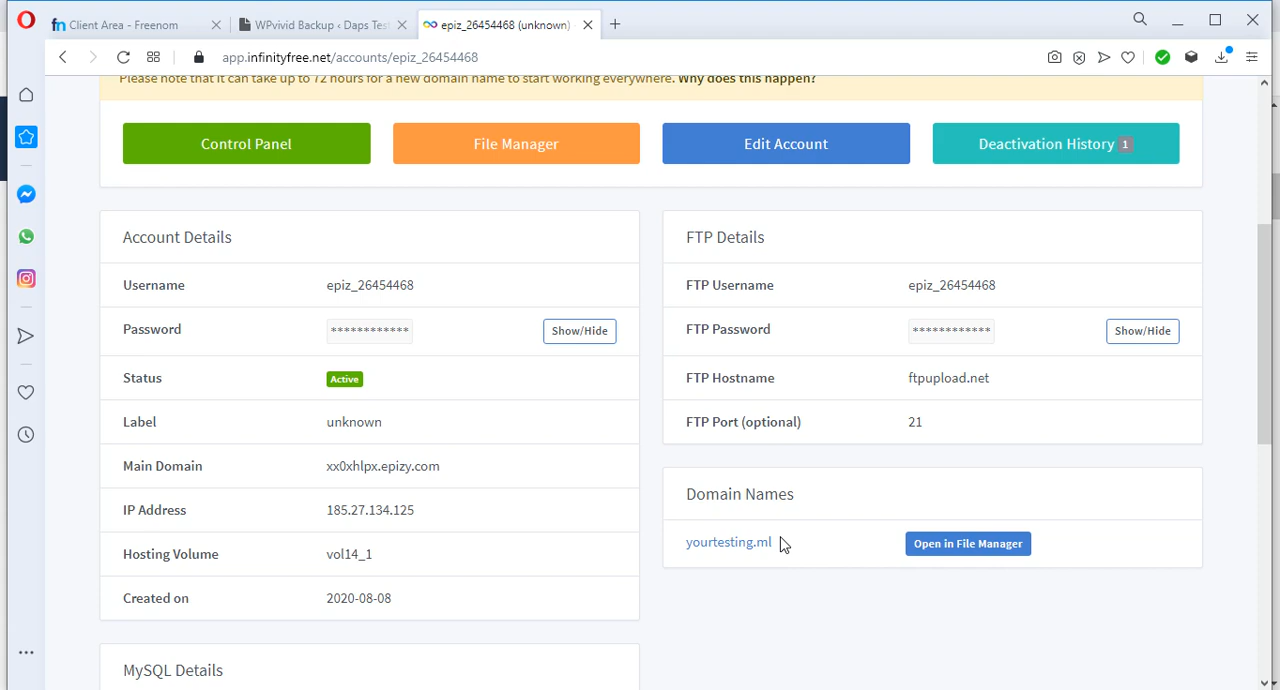 Client Area - Freenom
WPvivid Backup ‹ Daps Test
epiz_26454468 (unknown)
app.infinityfree.net/accounts/epiz_26454468
Please note that it can take up to 72 hours for a new domain name to start working everywhere. Why does this happen?
Control Panel
File Manager
Edit Account
Deactivation History 1
Account Details
Username epiz_26454468
Password ************ Show/Hide
Status Active
Label unknown
Main Domain xx0xhlpx.epizy.com
IP Address 185.27.134.125
Hosting Volume vol14_1
Created on 2020-08-08
MySQL Details
FTP Details
FTP Username epiz_26454468
FTP Password ************ Show/Hide
FTP Hostname ftpupload.net
FTP Port (optional) 21
Domain Names
yourtesting.ml Open in File Manager